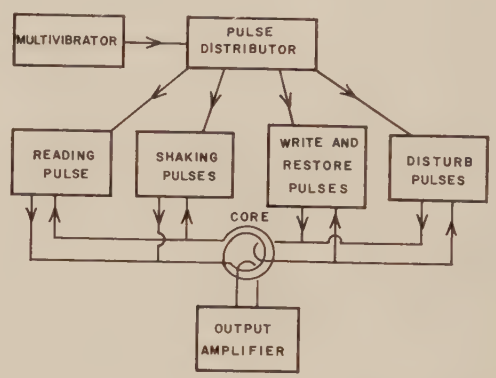 MULTIVIBRATOR
PULSE
DISTRIBUTOR
READING
PULSE
SHAKING
PULSES
WRITE AND
RESTORE
PULSES
DISTURB
PULSES
CORE
OUTPUT
AMPLIFIER